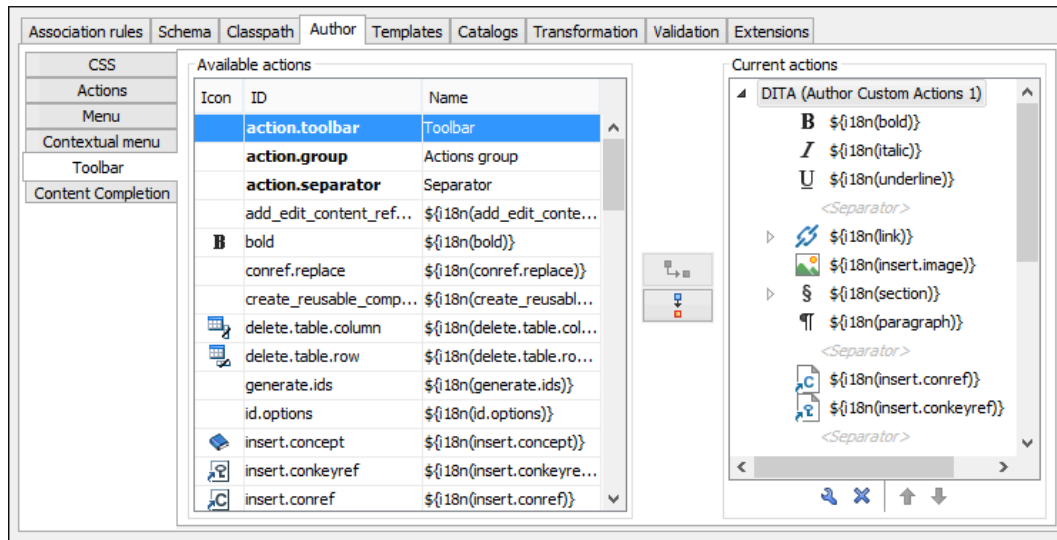 Association rules Schema Classpath Author Templates Catalogs Transformation Validation Extensions
CSS
Actions
Menu
Contextual menu
Toolbar
Content Completion
Available actions
Icon ID Name
action.toolbar Toolbar
action.group Actions group
action.separator Separator
add_edit_content_ref... ${i18n(add_edit_conte...
B bold ${i18n(bold)}
conref.replace ${i18n(conref.replace)}
create_reusable_comp... ${i18n(create_reusabl...
delete.table.column ${i18n(delete.table.col...
delete.table.row ${i18n(delete.table.ro...
generate.ids ${i18n(generate.ids)}
id.options ${i18n(id.options)}
insert.concept ${i18n(insert.concept)}
insert.conkeyref ${i18n(insert.conkeyre...
C insert.conref ${i18n(insert.conref)}
Current actions
DITA (Author Custom Actions 1)
B ${i18n(bold)}
I ${i18n(italic)}
U ${i18n(underline)}
<Separator>
${i18n(link)}
${i18n(insert.image)}
§ ${i18n(section)}
¶ ${i18n(paragraph)}
<Separator>
C ${i18n(insert.conref)}
${i18n(insert.conkeyref)}
<Separator>